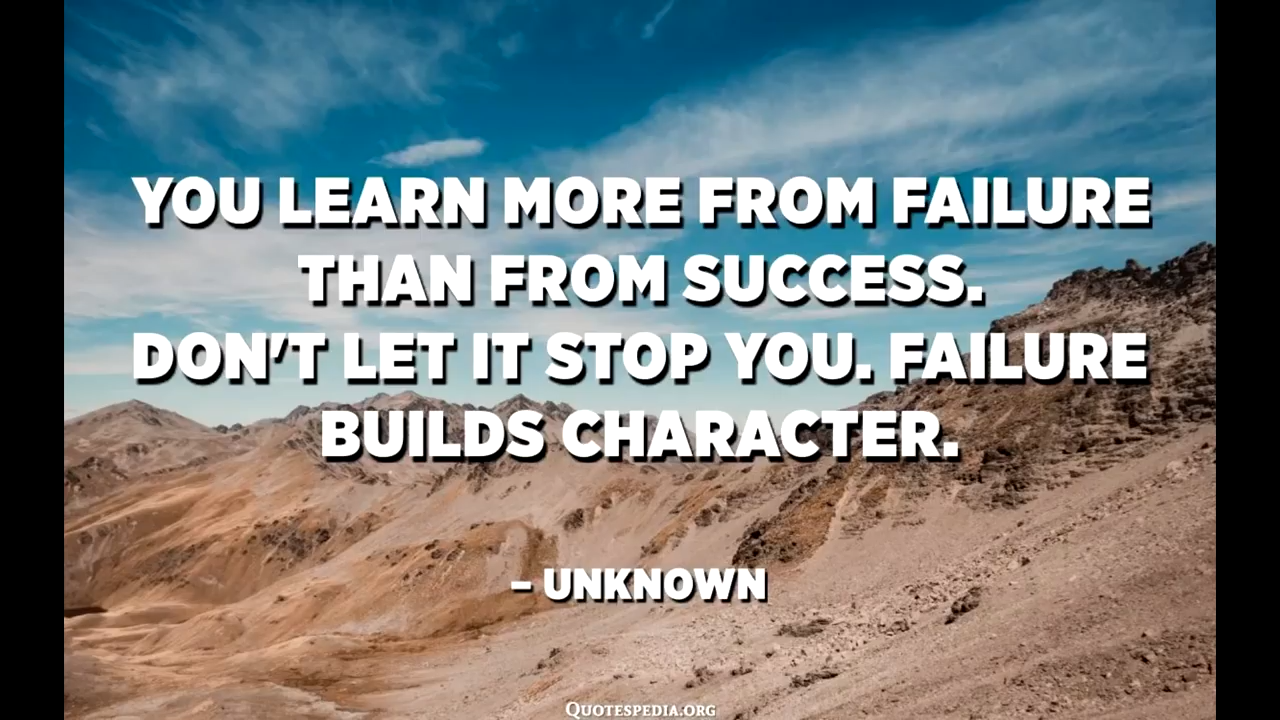 YOU LEARN MORE FROM FAILURE
THAN FROM SUCCESS.
DON'T LET IT STOP YOU. FAILURE
BUILDS CHARACTER.
– UNKNOWN
QUOTESPEDIA.ORG